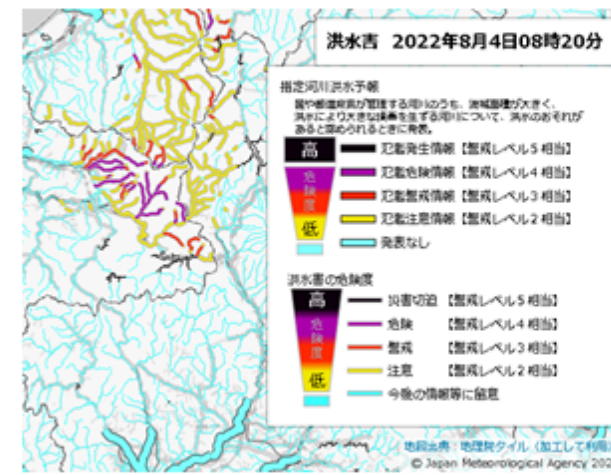 洪水害 2022年8月4日08時20分
指定河川洪水予報
国や都道府県が管理する河川のうち、流域面積が大きく、
洪水により大きな損害を生ずる河川について、洪水のおそれが
あると認められるときに発表。
高
危険度
低
氾濫発生情報【警戒レベル5相当】
氾濫危険情報【警戒レベル4相当】
氾濫警戒情報【警戒レベル3相当】
氾濫注意情報【警戒レベル2相当】
発表なし
洪水害の危険度
高
危険度
低
災害切迫【警戒レベル5相当】
危険【警戒レベル4相当】
警戒【警戒レベル3相当】
注意【警戒レベル2相当】
今後の情報等に留意
地図出典:地理院タイル(加工して利用
© Japan Meteorological Agency 202